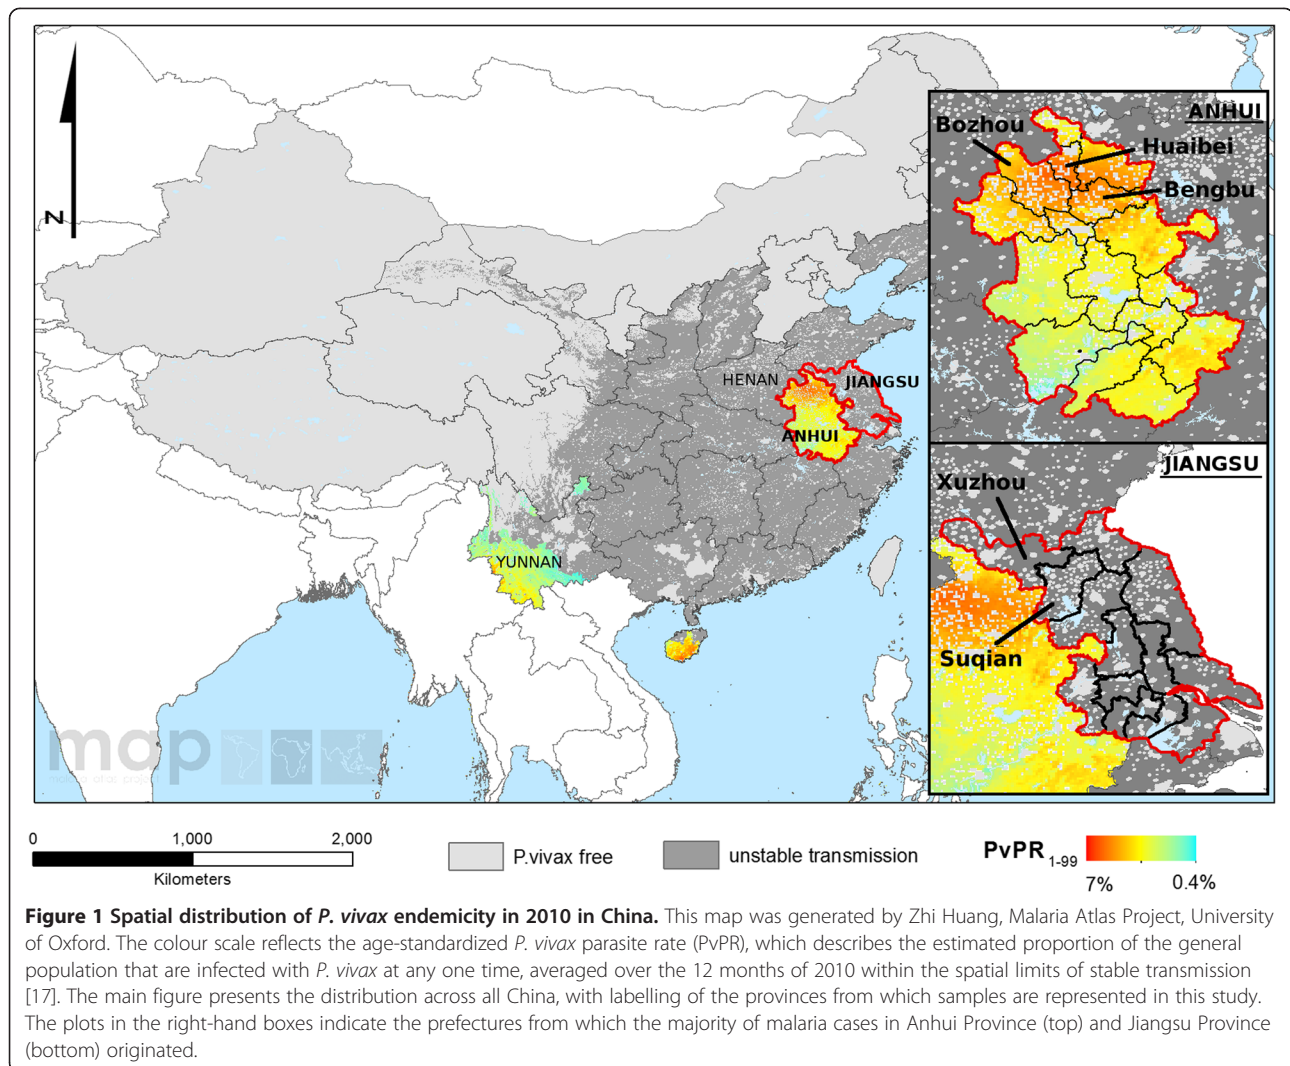 ANHUI
Bozhou
Huaibei
Bengbu
N
HENAN
JIANGSU
ANHUI
YUNNAN
JIANGSU
Xuzhou
Suqian
map
malaria atlas project
0 1,000 2,000
Kilometers
P.vivax free
unstable transmission
PvPR 1-99
7% 0.4%
Figure 1 Spatial distribution of P. vivax endemicity in 2010 in China. This map was generated by Zhi Huang, Malaria Atlas Project, University
of Oxford. The colour scale reflects the age-standardized P. vivax parasite rate (PvPR), which describes the estimated proportion of the general
population that are infected with P. vivax at any one time, averaged over the 12 months of 2010 within the spatial limits of stable transmission
[17]. The main figure presents the distribution across all China, with labelling of the provinces from which samples are represented in this study.
The plots in the right-hand boxes indicate the prefectures from which the majority of malaria cases in Anhui Province (top) and Jiangsu Province
(bottom) originated.